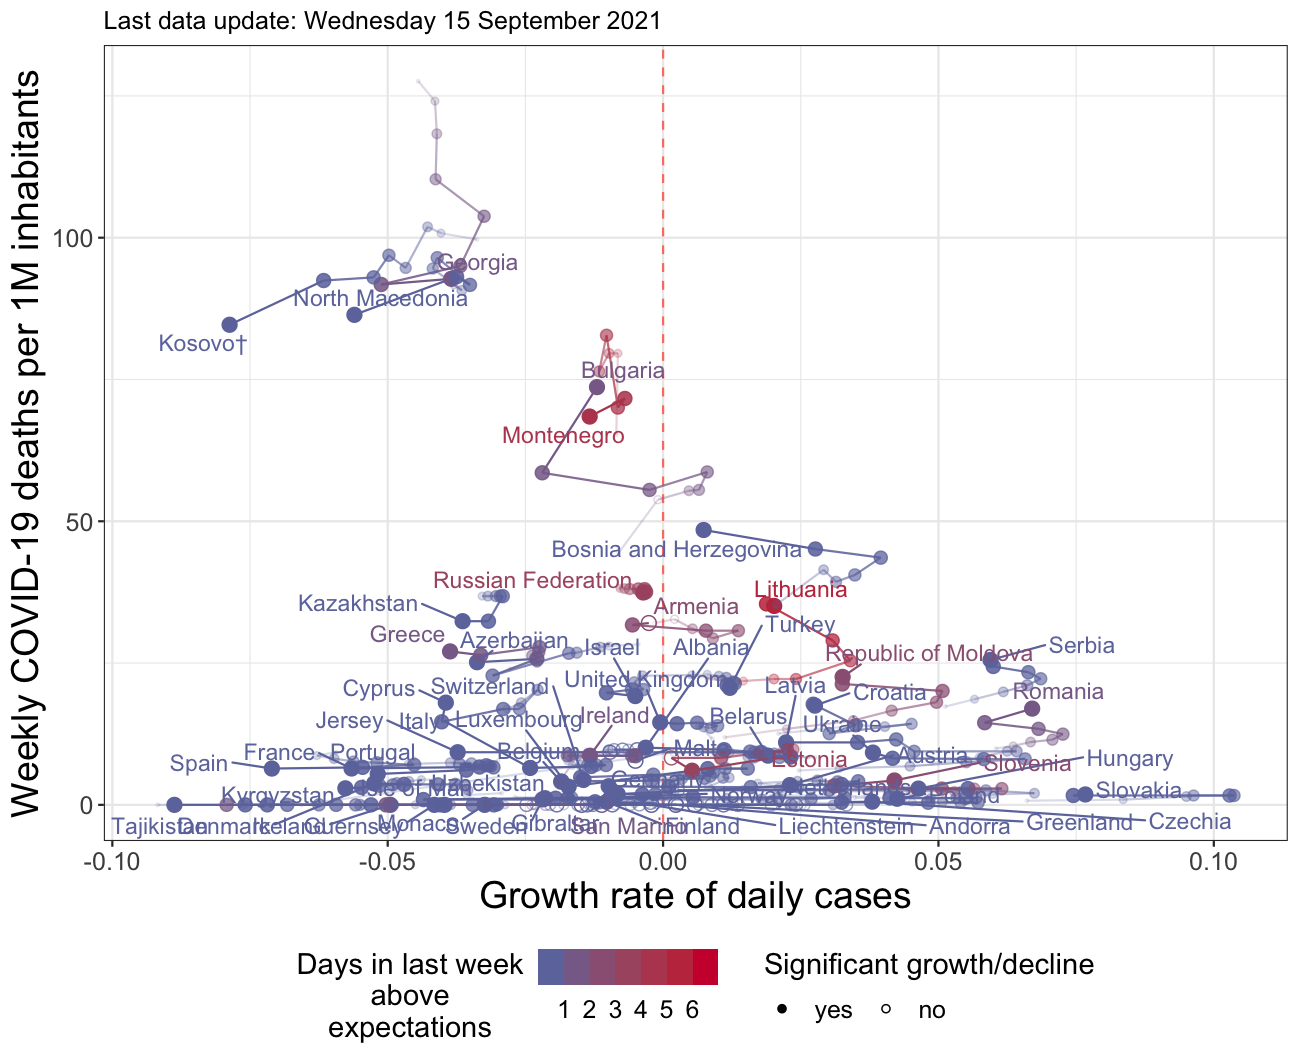 Last data update: Wednesday 15 September 2021
Weekly COVID-19 deaths per 1M inhabitants
100
50
0
Georgia
North Macedonia
Kosovo†
Bulgaria
Montenegro
Bosnia and Herzegovina
Russian Federation
Lithuania
Kazakhstan
Armenia
Turkey
Greece
Azerbaijan
Israel
Albania
Serbia
Republic of Moldova
Cyprus
Switzerland
United Kingdom
Latvia
Croatia
Romania
Jersey
Italy
Luxembourg
Ireland
Belarus
Ukraine
Spain
France
Portugal
Belgium
Malta
Estonia
Austria
Slovenia
Hungary
Kyrgyzstan
Isle of Man
Uzbekistan
Norway
Netherlands
Slovakia
Tajikistan
Denmark
Iceland
Guernsey
Monaco
Sweden
Gibraltar
San Marino
Finland
Liechtenstein
Andorra
Greenland
Czechia
-0.10
-0.05
0.00
0.05
0.10
Growth rate of daily cases
Days in last week
above
expectations
1 2 3 4 5 6
Significant growth/decline
yes
no